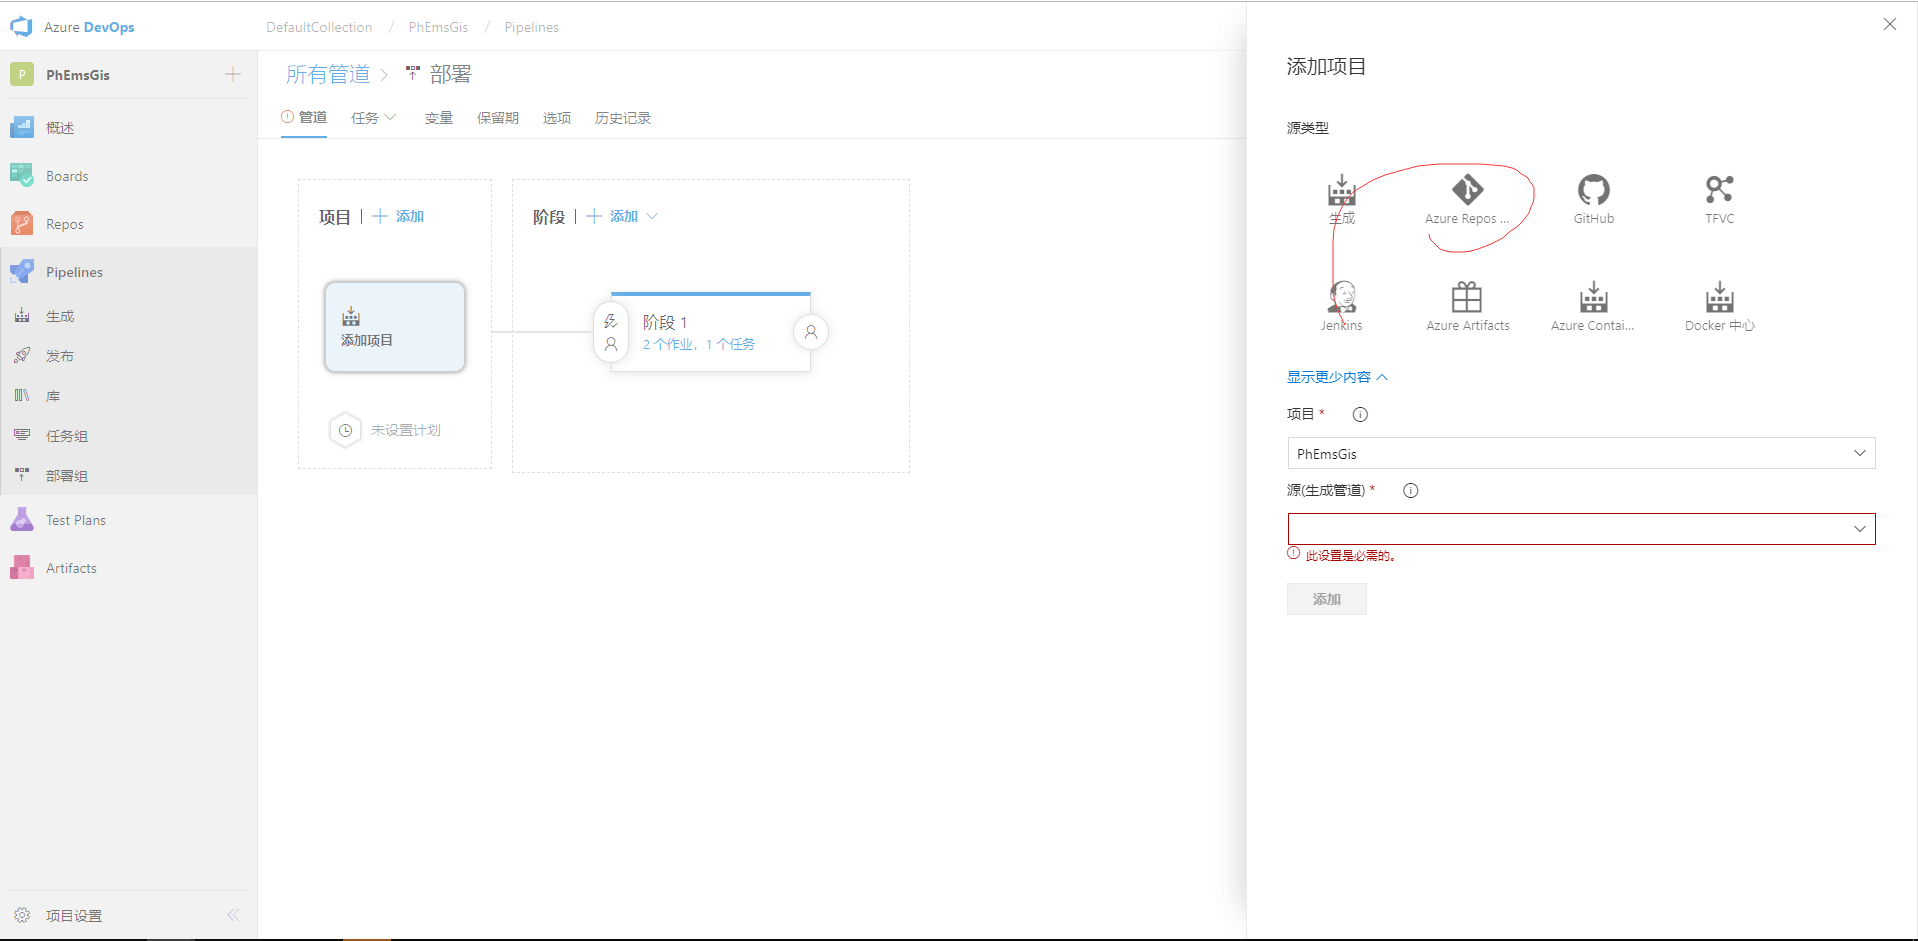 Azure DevOps
DefaultCollection / PhEmsGis / Pipelines
P PhEmsGis
概述
Boards
Repos
Pipelines
生成
发布
库
任务组
部署组
Test Plans
Artifacts
项目设置
所有管道 > 部署
管道 任务 变量 保留期 选项 历史记录
项目 | + 添加
添加项目
未设置计划
阶段 | + 添加
阶段 1
2 个作业, 1 个任务
添加项目
源类型
生成 Azure Repos ... GitHub TFVC
Jenkins Azure Artifacts Azure Contai... Docker 中心
显示更少内容
项目 *
PhEmsGis
源(生成管道) *
此设置是必需的。
添加